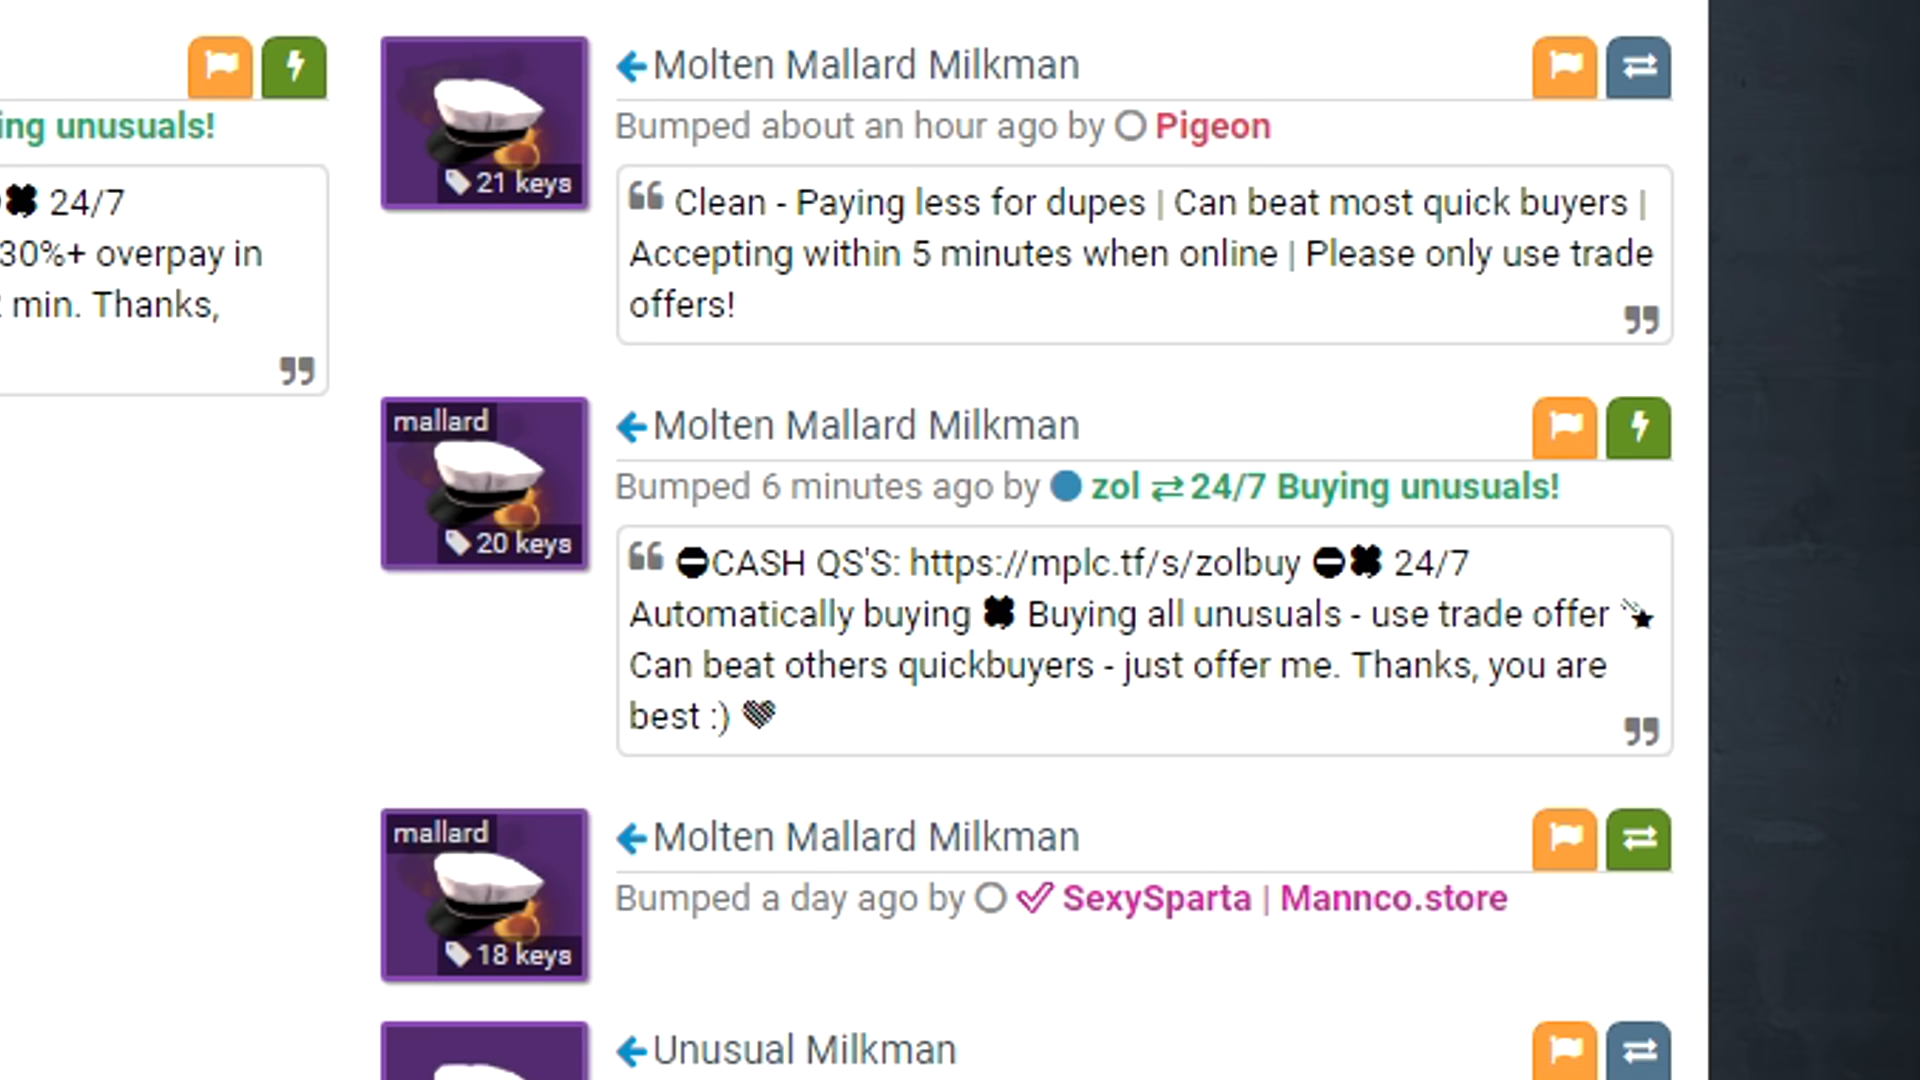 ing unusuals!
24/7
30%+ overpay in
min. Thanks,
Molten Mallard Milkman
Bumped about an hour ago by Pigeon
21 keys
Clean - Paying less for dupes | Can beat most quick buyers |
Accepting within 5 minutes when online | Please only use trade
offers!
mallard
Molten Mallard Milkman
Bumped 6 minutes ago by zol ⇄ 24/7 Buying unusuals!
20 keys
⛔CASH QS'S: https://mplc.tf/s/zolbuy ⛔🍀 24/7
Automatically buying 🍀 Buying all unusuals - use trade offer 🌠
Can beat others quickbuyers - just offer me. Thanks, you are
best :) 💚
mallard
Molten Mallard Milkman
Bumped a day ago by SexySparta | Mannco.store
18 keys
Unusual Milkman